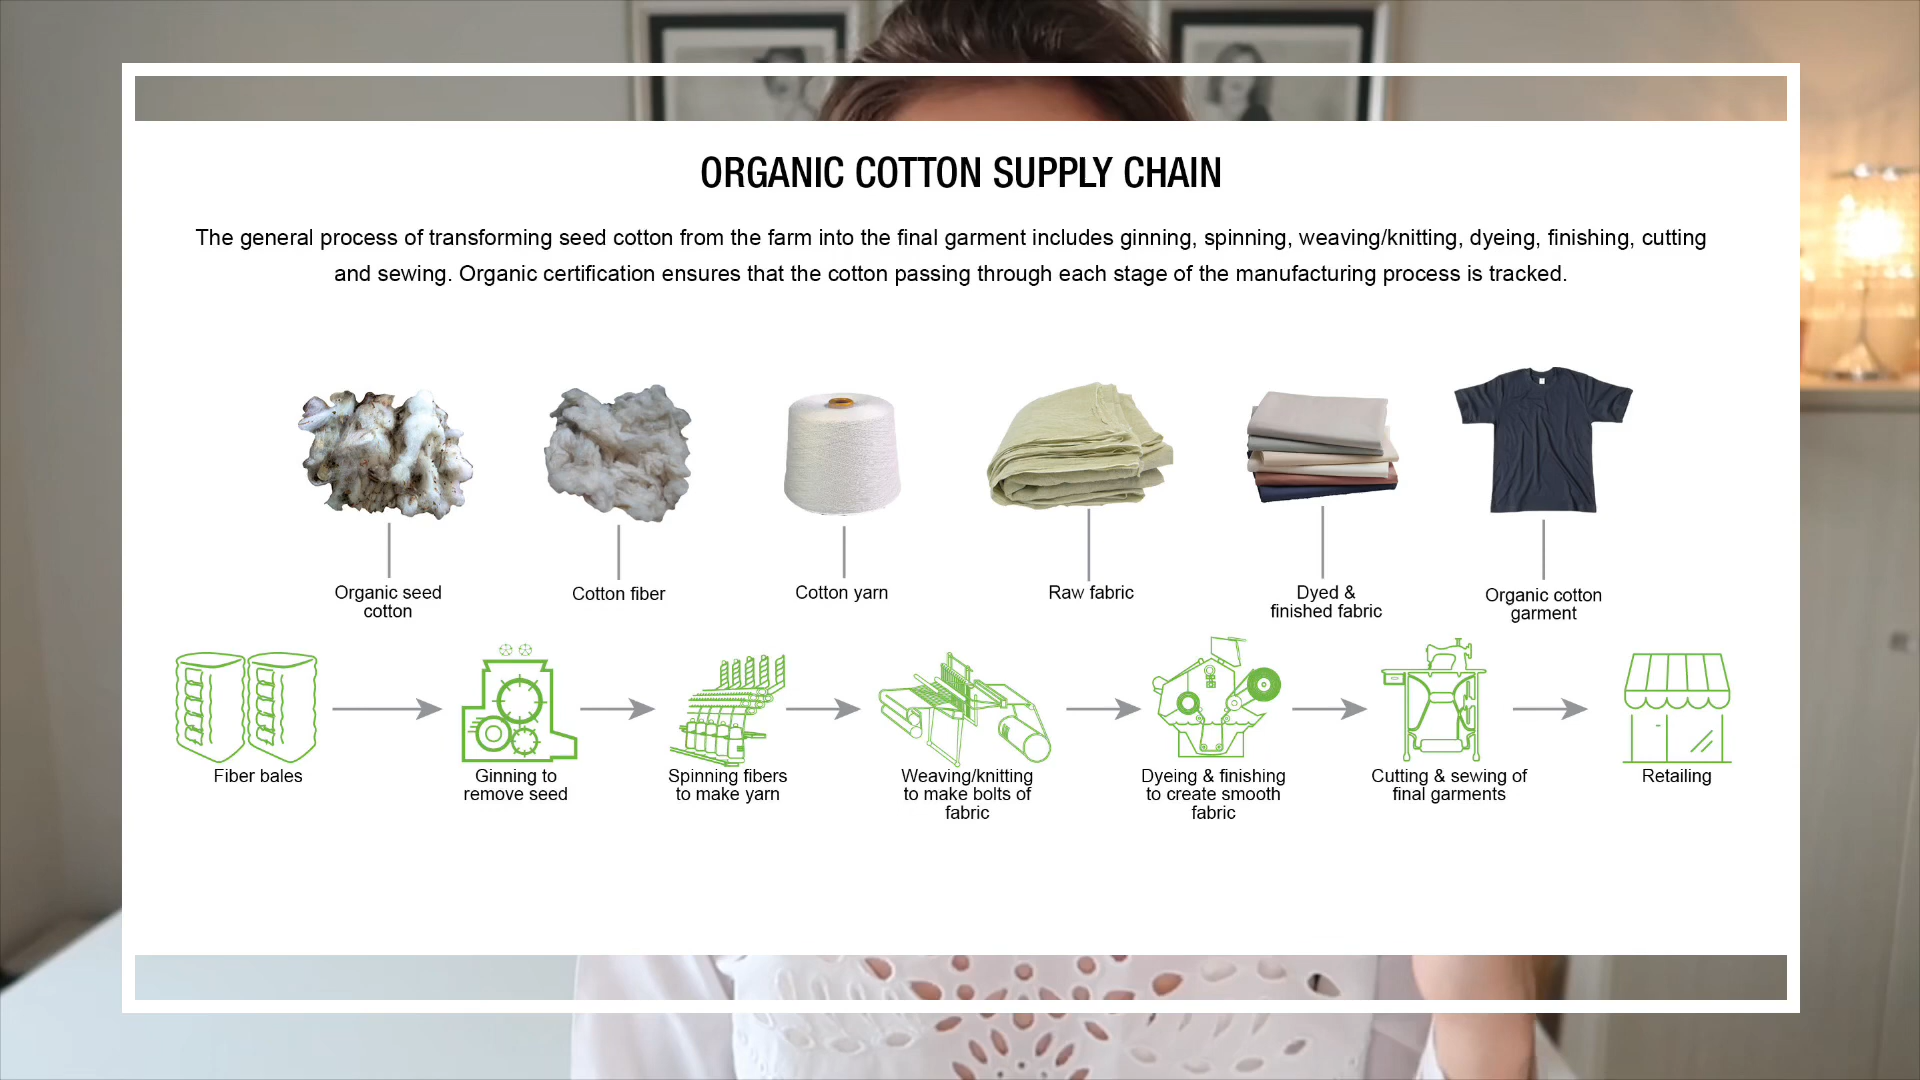 ORGANIC COTTON SUPPLY CHAIN
The general process of transforming seed cotton from the farm into the final garment includes ginning, spinning, weaving/knitting, dyeing, finishing, cutting
and sewing. Organic certification ensures that the cotton passing through each stage of the manufacturing process is tracked.
Organic seed
cotton
Cotton fiber
Cotton yarn
Raw fabric
Dyed &
finished fabric
Organic cotton
garment
Fiber bales
Ginning to
remove seed
Spinning fibers
to make yarn
Weaving/knitting
to make bolts of
fabric
Dyeing & finishing
to create smooth
fabric
Cutting & sewing of
final garments
Retailing